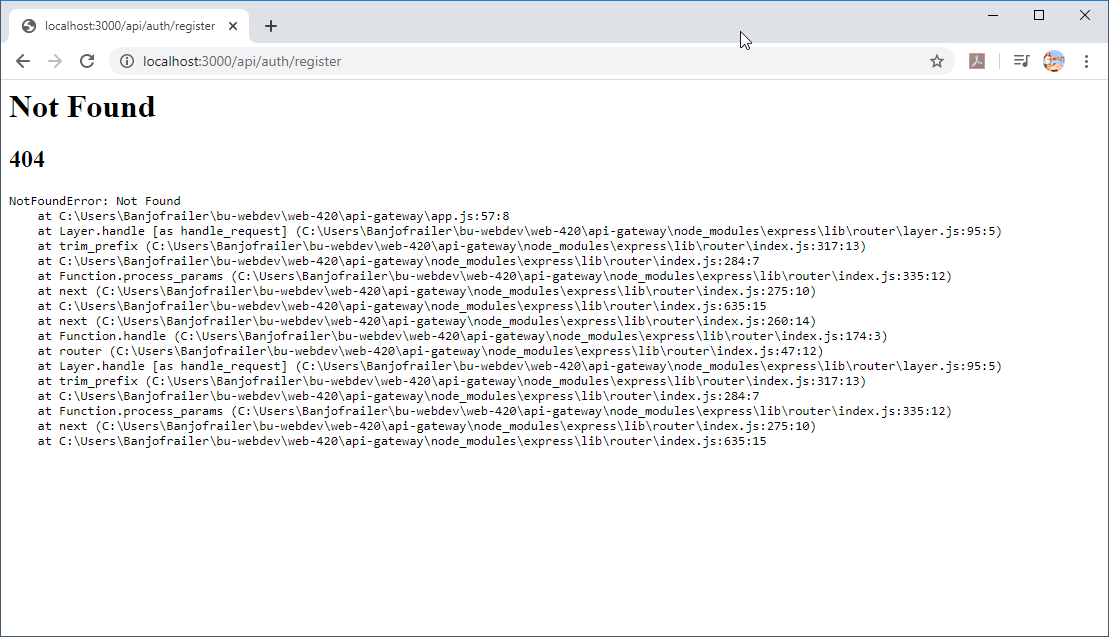 localhost:3000/api/auth/register
localhost:3000/api/auth/register
Not Found
404
NotFoundError: Not Found
    at C:\Users\Banjofrailer\bu-webdev\web-420\api-gateway\app.js:57:8
    at Layer.handle [as handle_request] (C:\Users\Banjofrailer\bu-webdev\web-420\api-gateway\node_modules\express\lib\router\layer.js:95:5)
    at trim_prefix (C:\Users\Banjofrailer\bu-webdev\web-420\api-gateway\node_modules\express\lib\router\index.js:317:13)
    at C:\Users\Banjofrailer\bu-webdev\web-420\api-gateway\node_modules\express\lib\router\index.js:284:7
    at Function.process_params (C:\Users\Banjofrailer\bu-webdev\web-420\api-gateway\node_modules\express\lib\router\index.js:335:12)
    at next (C:\Users\Banjofrailer\bu-webdev\web-420\api-gateway\node_modules\express\lib\router\index.js:275:10)
    at C:\Users\Banjofrailer\bu-webdev\web-420\api-gateway\node_modules\express\lib\router\index.js:635:15
    at next (C:\Users\Banjofrailer\bu-webdev\web-420\api-gateway\node_modules\express\lib\router\index.js:260:14)
    at Function.handle (C:\Users\Banjofrailer\bu-webdev\web-420\api-gateway\node_modules\express\lib\router\index.js:174:3)
    at router (C:\Users\Banjofrailer\bu-webdev\web-420\api-gateway\node_modules\express\lib\router\index.js:47:12)
    at Layer.handle [as handle_request] (C:\Users\Banjofrailer\bu-webdev\web-420\api-gateway\node_modules\express\lib\router\layer.js:95:5)
    at trim_prefix (C:\Users\Banjofrailer\bu-webdev\web-420\api-gateway\node_modules\express\lib\router\index.js:317:13)
    at C:\Users\Banjofrailer\bu-webdev\web-420\api-gateway\node_modules\express\lib\router\index.js:284:7
    at Function.process_params (C:\Users\Banjofrailer\bu-webdev\web-420\api-gateway\node_modules\express\lib\router\index.js:335:12)
    at next (C:\Users\Banjofrailer\bu-webdev\web-420\api-gateway\node_modules\express\lib\router\index.js:275:10)
    at C:\Users\Banjofrailer\bu-webdev\web-420\api-gateway\node_modules\express\lib\router\index.js:635:15